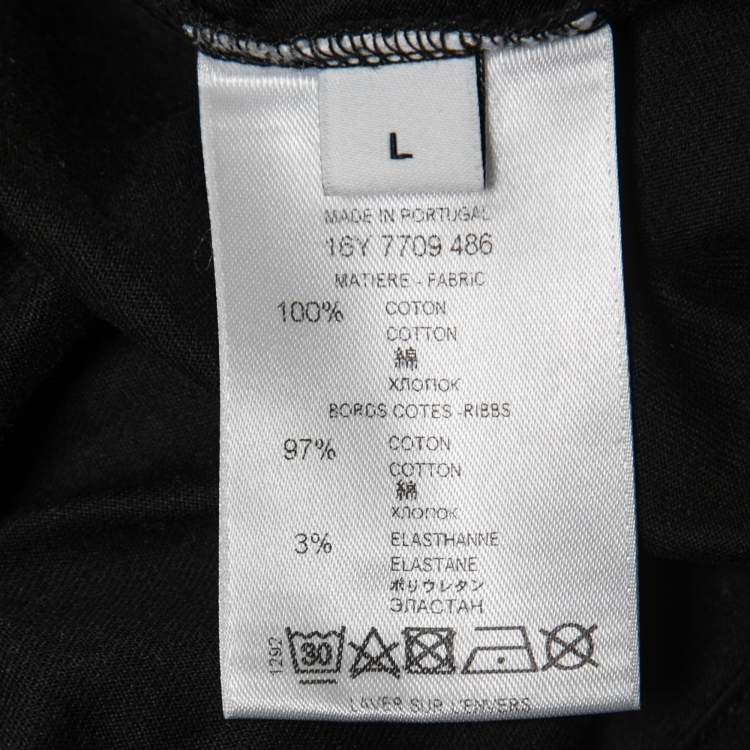 L
MADE IN PORTUGAL
16Y 7709 486
MATIERE - FABRIC
100% COTON
COTTON
綿
ХЛОПОК
BORDS COTES -RIBBS
97% COTON
COTTON
綿
ХЛОПОК
3% ELASTHANNE
ELASTANE
ポリウレタン
ЭЛАСТАН
1292
30
LAVER SUR L'ENVERS